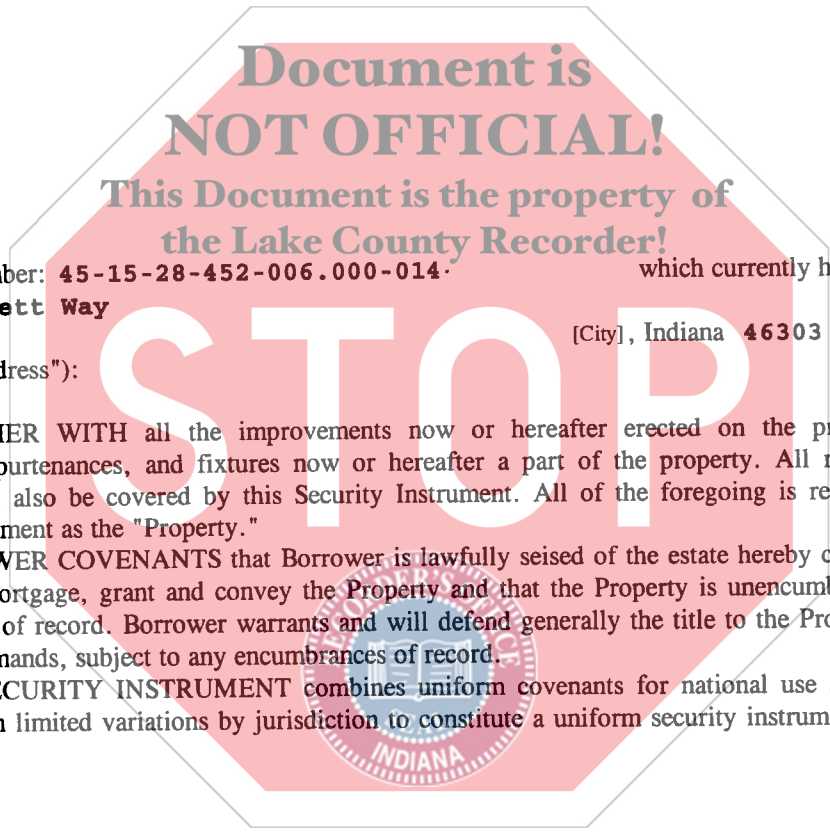 Document is
NOT OFFICIAL!
This Document is the property of
the Lake County Recorder!
ber: 45-15-28-452-006.000-014 which currently h
ett Way
[City], Indiana 46303
dress"):
STOP
ER WITH all the improvements now or hereafter erected on the pr
purtenances, and fixtures now or hereafter a part of the property. All r
also be covered by this Security Instrument. All of the foregoing is re
ment as the "Property."
WER COVENANTS that Borrower is lawfully seised of the estate hereby c
ortgage, grant and convey the Property and that the Property is unencumb
of record. Borrower warrants and will defend generally the title to the Pro
mands, subject to any encumbrances of record.
ECURITY INSTRUMENT combines uniform covenants for national use
limited variations by jurisdiction to constitute a uniform security instrum
RECORDER'S OFFICE
SEAL
INDIANA